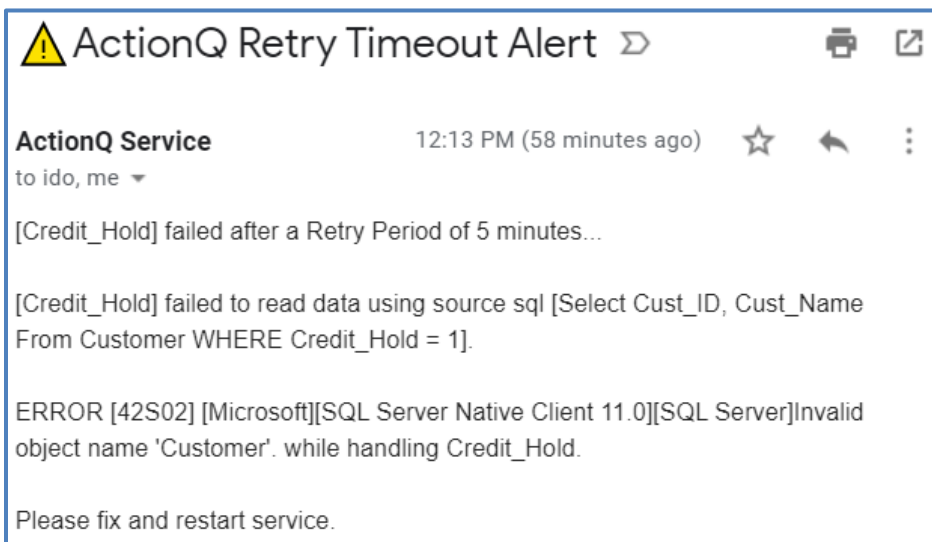 ActionQ Retry Timeout Alert
ActionQ Service 12:13 PM (58 minutes ago)
to ido, me
[Credit_Hold] failed after a Retry Period of 5 minutes...
[Credit_Hold] failed to read data using source sql [Select Cust_ID, Cust_Name
From Customer WHERE Credit_Hold = 1].
ERROR [42S02] [Microsoft][SQL Server Native Client 11.0][SQL Server]Invalid
object name 'Customer'. while handling Credit_Hold.
Please fix and restart service.